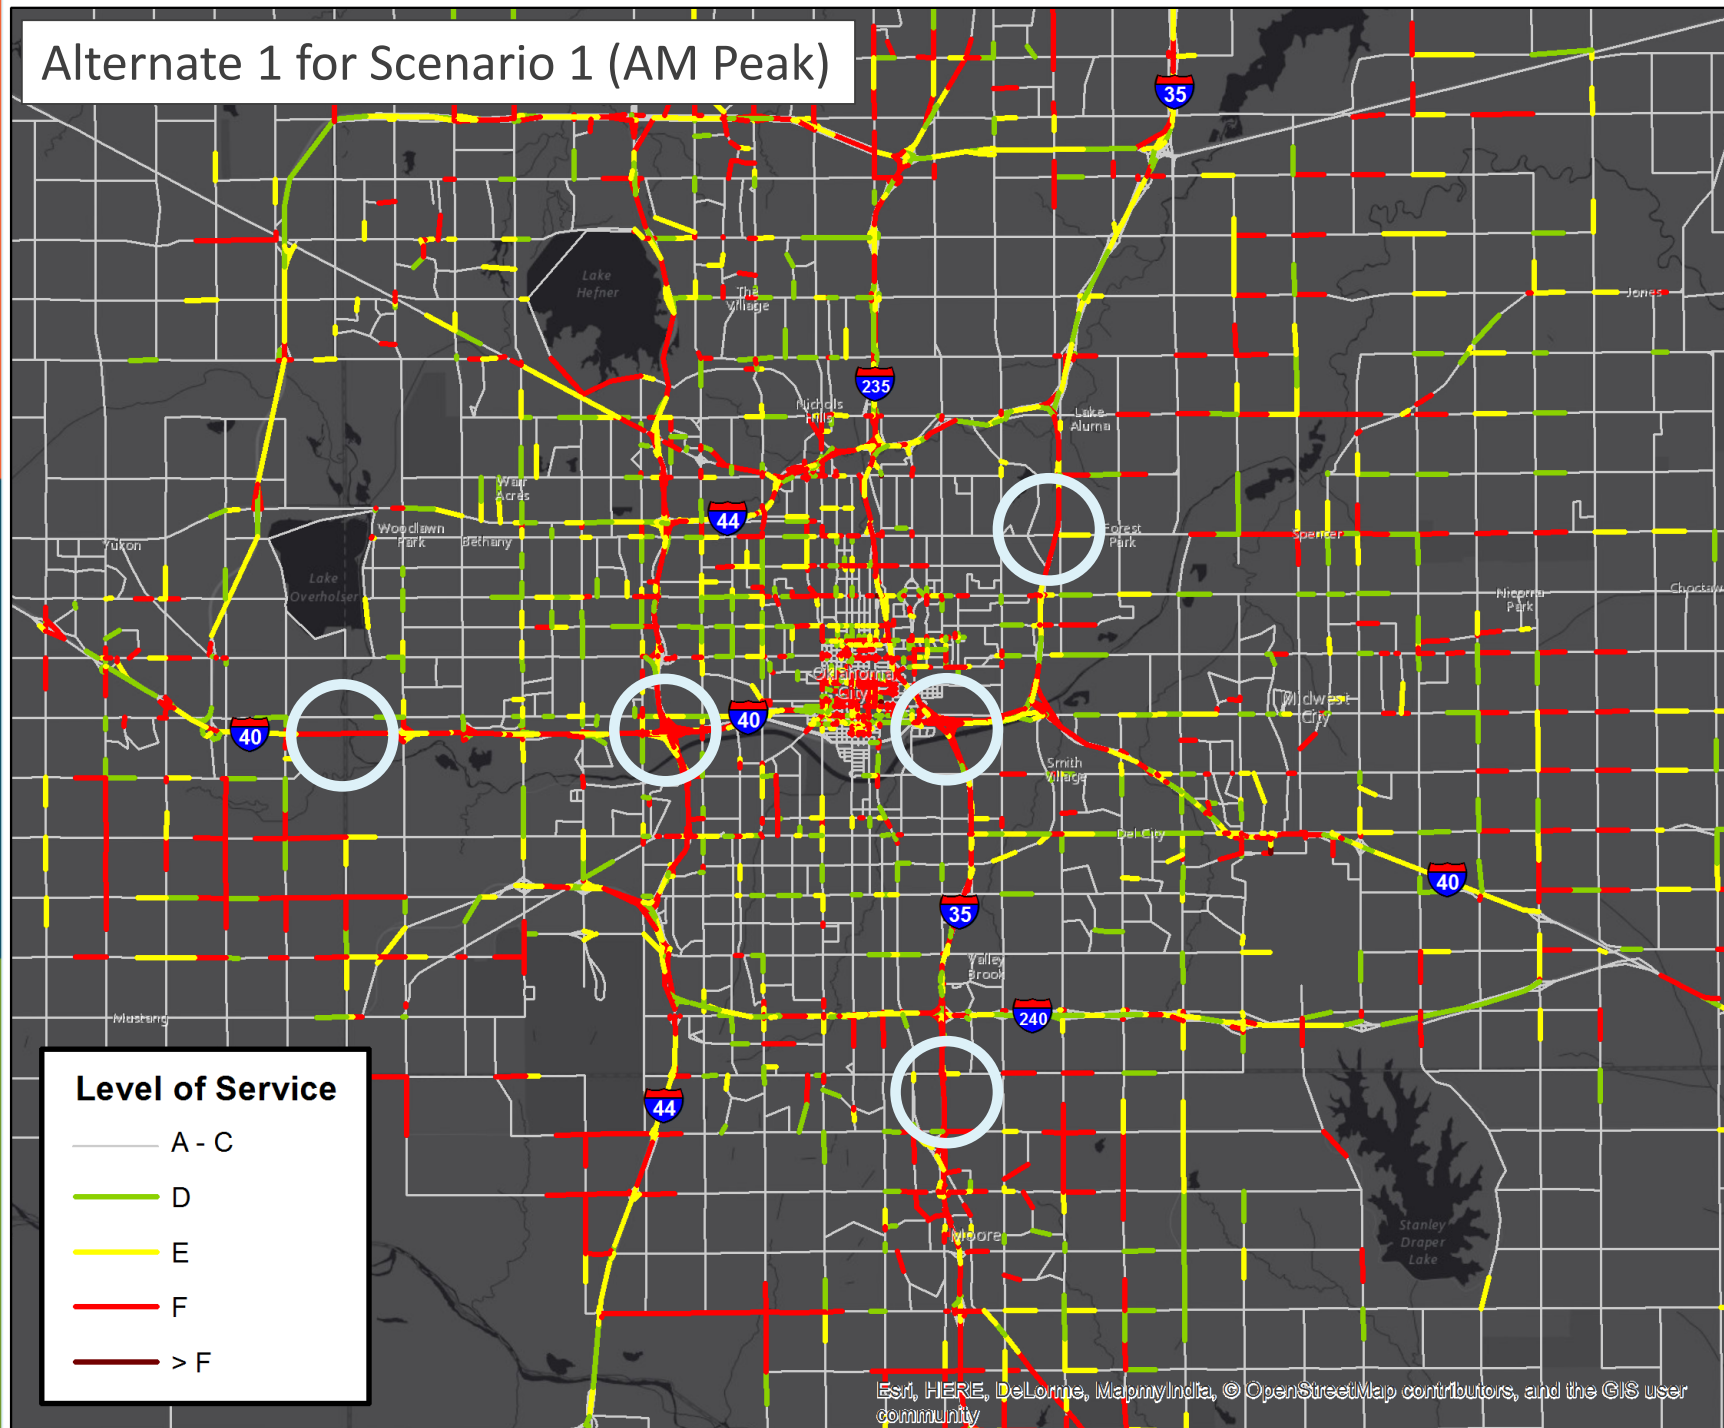 Alternate 1 for Scenario 1 (AM Peak)
35
Lake
Hefner
The
Village
Jones
235
Nichols
Hills
Lake
Aluma
Warr
Acres
44
Woodlawn
Park
Bethany
Yukon
Forest
Park
Spencer
Lake
Overholser
Nicoma
Park
Choctaw
Oklahoma
City
Midwest
City
40
40
Smith
Village
Del City
40
35
Valley
Brook
Mustang
240
44
Moore
Stanley
Draper
Lake
Level of Service
A - C
D
E
F
> F
Esri, HERE, DeLorme, MapmyIndia, © OpenStreetMap contributors, and the GIS user
community